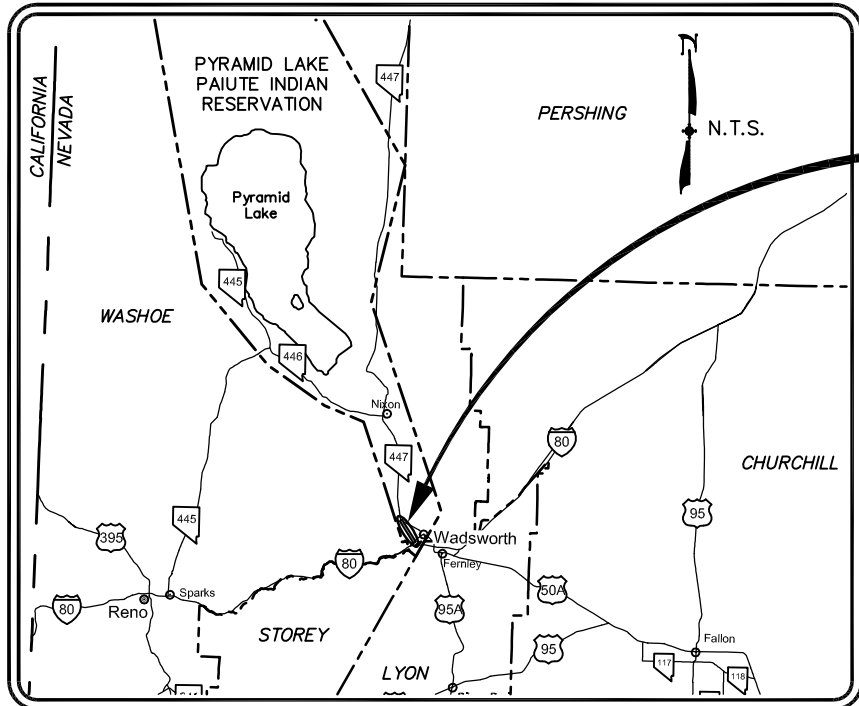 CALIFORNIA
NEVADA
PYRAMID LAKE
PAIUTE INDIAN
RESERVATION
447
N
N.T.S.
PERSHING
Pyramid
Lake
445
WASHOE
446
Nixon
447
80
CHURCHILL
445
395
95
Wadsworth
80
Fernley
80
Reno
Sparks
95A
50A
STOREY
95
Fallon
LYON
117
118